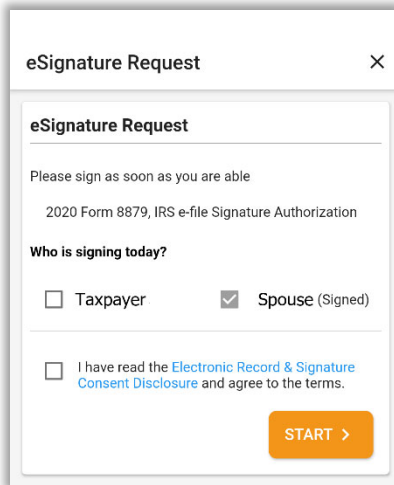 eSignature Request
eSignature Request
Please sign as soon as you are able
2020 Form 8879, IRS e-file Signature Authorization
Who is signing today?
Taxpayer Spouse (Signed)
I have read the Electronic Record & Signature
Consent Disclosure and agree to the terms.
START